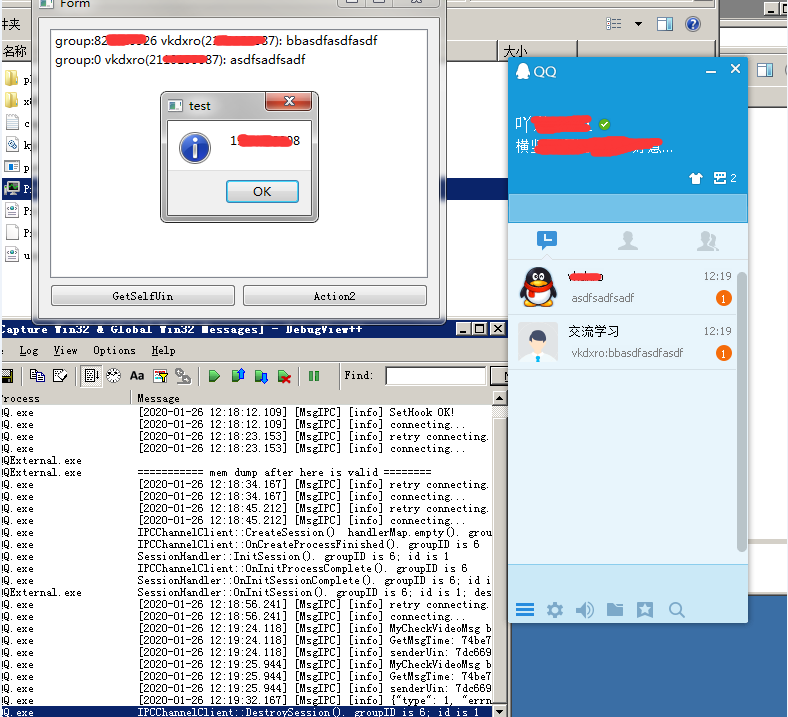 Form
夹
名称
大小
group:82 26 vkdxro(21 87): bbasdfasdfasdf
group:0 vkdxro(21 87): asdfsadfsadf
test
1 8
OK
GetSelfUin
Action2
QQ
吖
横
2
12:19
asdfsadfsadf
1
交流学习
12:19
vkdxro:bbasdfasdfasdf
1
Capture Win32 & Global Win32 Messages] - DebugView++
Log View Options Help
Aa
Find:
rocess Message
Q.exe [2020-01-26 12:18:12.109] [MsgIPC] [info] SetHook OK!
Q.exe [2020-01-26 12:18:12.109] [MsgIPC] [info] connecting...
Q.exe [2020-01-26 12:18:23.153] [MsgIPC] [info] retry connecting.
Q.exe [2020-01-26 12:18:23.153] [MsgIPC] [info] connecting...
QExternal.exe
QExternal.exe =========== mem dump after here is valid ========
Q.exe [2020-01-26 12:18:34.167] [MsgIPC] [info] retry connecting.
Q.exe [2020-01-26 12:18:34.167] [MsgIPC] [info] connecting...
Q.exe [2020-01-26 12:18:45.212] [MsgIPC] [info] retry connecting.
Q.exe [2020-01-26 12:18:45.212] [MsgIPC] [info] connecting...
Q.exe IPCChannelClient::CreateSession() handlerMap.empty(). grou
Q.exe IPCChannelClient::OnCreateProcessFinished(). groupID is 6
Q.exe SessionHandler::InitSession(). groupID is 6; id is 1
Q.exe IPCChannelClient::OnInitProcessComplete(). groupID is 6
Q.exe SessionHandler::OnInitSessionComplete(). groupID is 6; id i
QExternal.exe SessionHandler::OnInitSession(). groupID is 6; id is 1; des
Q.exe [2020-01-26 12:18:56.241] [MsgIPC] [info] retry connecting.
Q.exe [2020-01-26 12:18:56.241] [MsgIPC] [info] connecting...
Q.exe [2020-01-26 12:19:24.118] [MsgIPC] [info] MyCheckVideoMsg b
Q.exe [2020-01-26 12:19:24.118] [MsgIPC] [info] GetMsgTime: 74be7
Q.exe [2020-01-26 12:19:24.118] [MsgIPC] [info] senderUin: 7dc669
Q.exe [2020-01-26 12:19:25.944] [MsgIPC] [info] MyCheckVideoMsg b
Q.exe [2020-01-26 12:19:25.944] [MsgIPC] [info] GetMsgTime: 74be7
Q.exe [2020-01-26 12:19:25.944] [MsgIPC] [info] senderUin: 7dc669
Q.exe [2020-01-26 12:19:32.167] [MsgIPC] [info] {"type": 1, "errn
Q.exe IPCChannelClient::DestroySession(). groupID is 6; id is 1